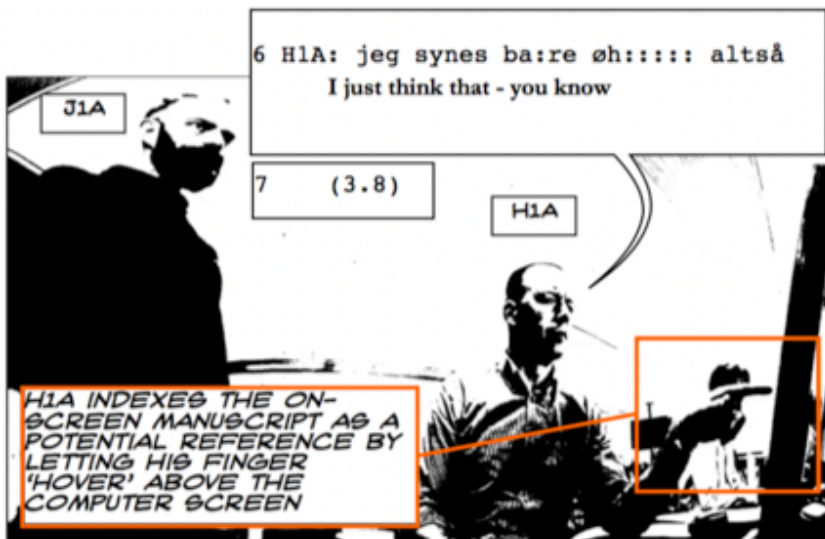 6 H1A: jeg synes ba:re øh::::: altså
I just think that - you know
J1A
7 (3.8)
H1A
H1A INDEXES THE ON-
SCREEN MANUSCRIPT AS A
POTENTIAL REFERENCE BY
LETTING HIS FINGER
‘HOVER’ ABOVE THE
COMPUTER SCREEN